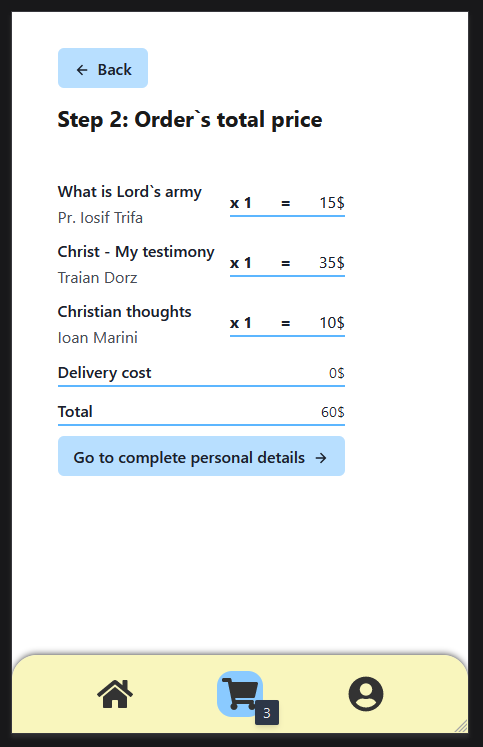 ← Back
Step 2: Order`s total price
What is Lord`s army
Pr. Iosif Trifa
x 1 = 15$
Christ - My testimony
Traian Dorz
x 1 = 35$
Christian thoughts
Ioan Marini
x 1 = 10$
Delivery cost 0$
Total 60$
Go to complete personal details →
3